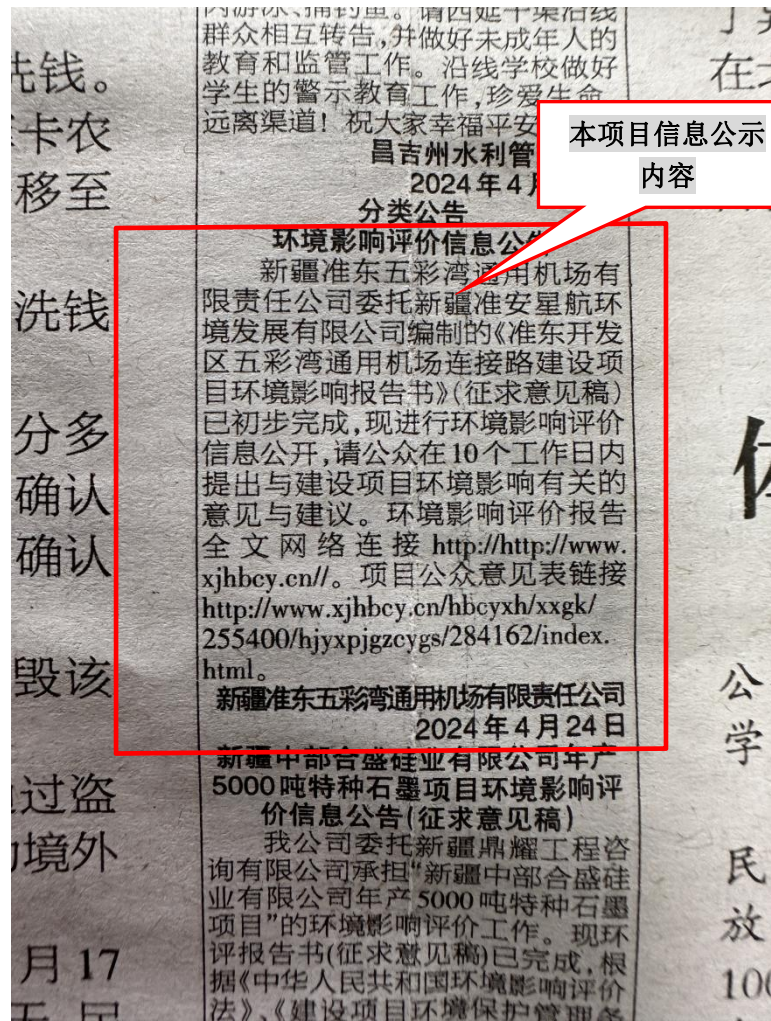 内游泳、捕钓鱼。请西延干渠沿线
群众相互转告,并做好未成年人的
教育和监管工作。沿线学校做好
学生的警示教育工作,珍爱生命
远离渠道！祝大家幸福平安
昌吉州水利管
2024年4月
本项目信息公示
内容
分类公告
环境影响评价信息公告
新疆准东五彩湾通用机场有
限责任公司委托新疆准安星航环
境发展有限公司编制的《准东开发
区五彩湾通用机场连接路建设项
目环境影响报告书》(征求意见稿)
已初步完成,现进行环境影响评价
信息公开,请公众在10个工作日内
提出与建设项目环境影响有关的
意见与建议。环境影响评价报告
全文网络连接 http://http://www.
xjhbcy.cn//。项目公众意见表链接
http://www.xjhbcy.cn/hbcyxh/xxgk/
255400/hjyxpjgzcygs/284162/index.
html。
新疆准东五彩湾通用机场有限责任公司
2024年4月24日
新疆中部合盛硅业有限公司年产
5000吨特种石墨项目环境影响评
价信息公告(征求意见稿)
我公司委托新疆鼎耀工程咨
询有限公司承担“新疆中部合盛硅
业有限公司年产5000吨特种石墨
项目”的环境影响评价工作。现环
评报告书(征求意见稿)已完成,根
据《中华人民共和国环境影响评价
法》、《建设项目环境保护管理条
洗钱。
卡农
移至
洗钱
分多
确认
确认
毁该
过盗
境外
月17
在
公
学
民
放
100